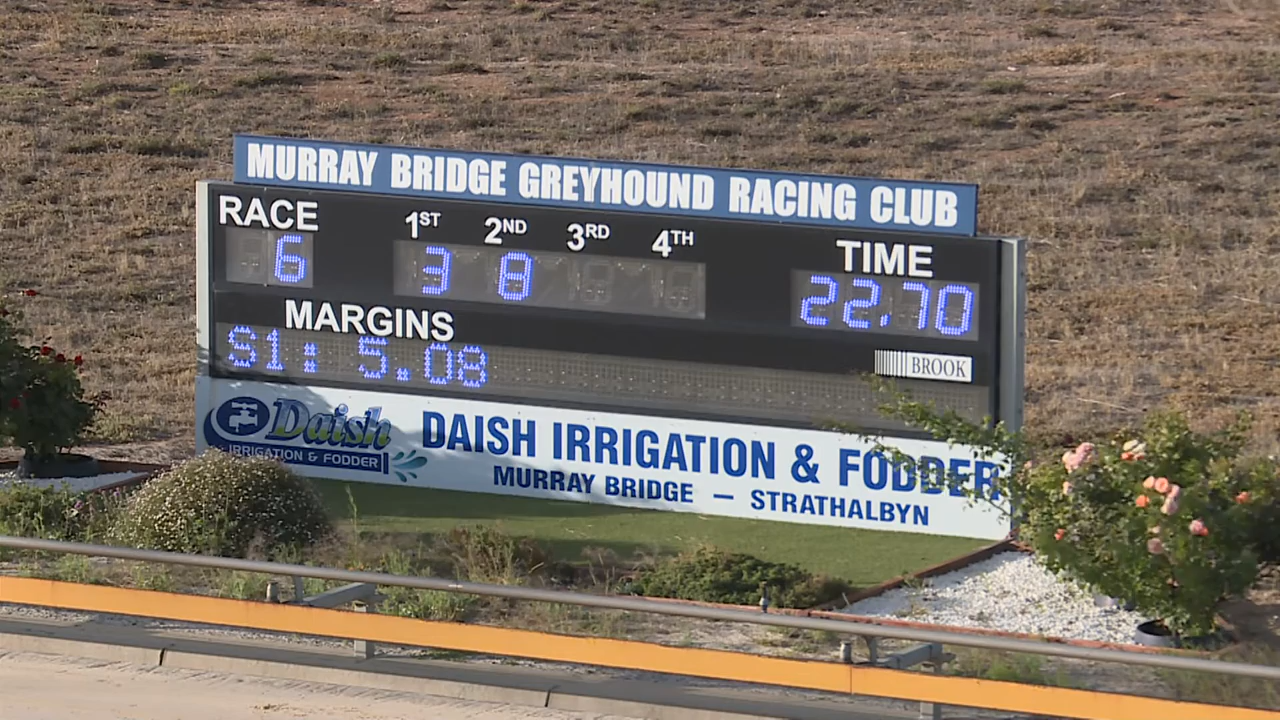 MURRAY BRIDGE GREYHOUND RACING CLUB
RACE 1ST 2ND 3RD 4TH TIME
6 3 8 22.70
MARGINS
S1: 5.08
BROOK
Daish
IRRIGATION & FODDER
DAISH IRRIGATION & FODDER
MURRAY BRIDGE — STRATHALBYN